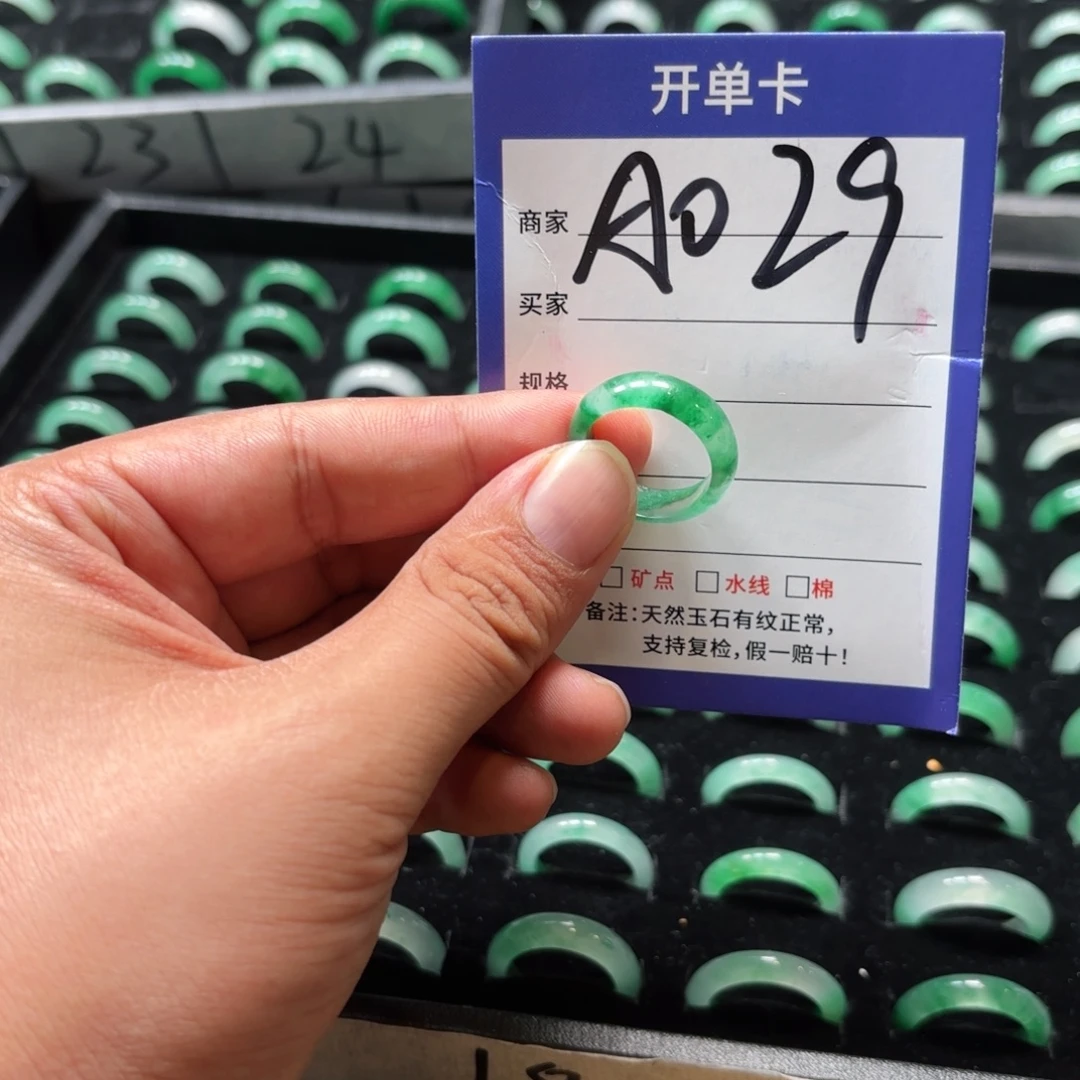 开单卡
23 | 24
A029
商家
买家
规格
□矿点 □水线 □棉
备注:天然玉石有纹正常,
支持复检,假一赔十!